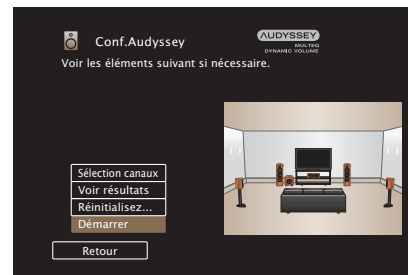 Conf.Audyssey
AUDYSSEY
MULTEQ
DYNAMIC VOLUME
Voir les éléments suivant si nécessaire.
Sélection canaux
Voir résultats
Réinitialisez...
Démarrer
Retour